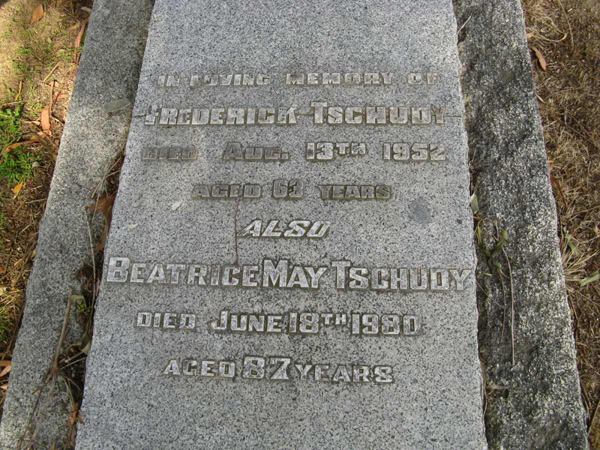 IN LOVING MEMORY OF
FREDERICK TSCHUDY
DIED AUG. 13TH 1952
AGED 63 YEARS
ALSO
BEATRICE MAY TSCHUDY
DIED JUNE 18TH 1980
AGED 87 YEARS